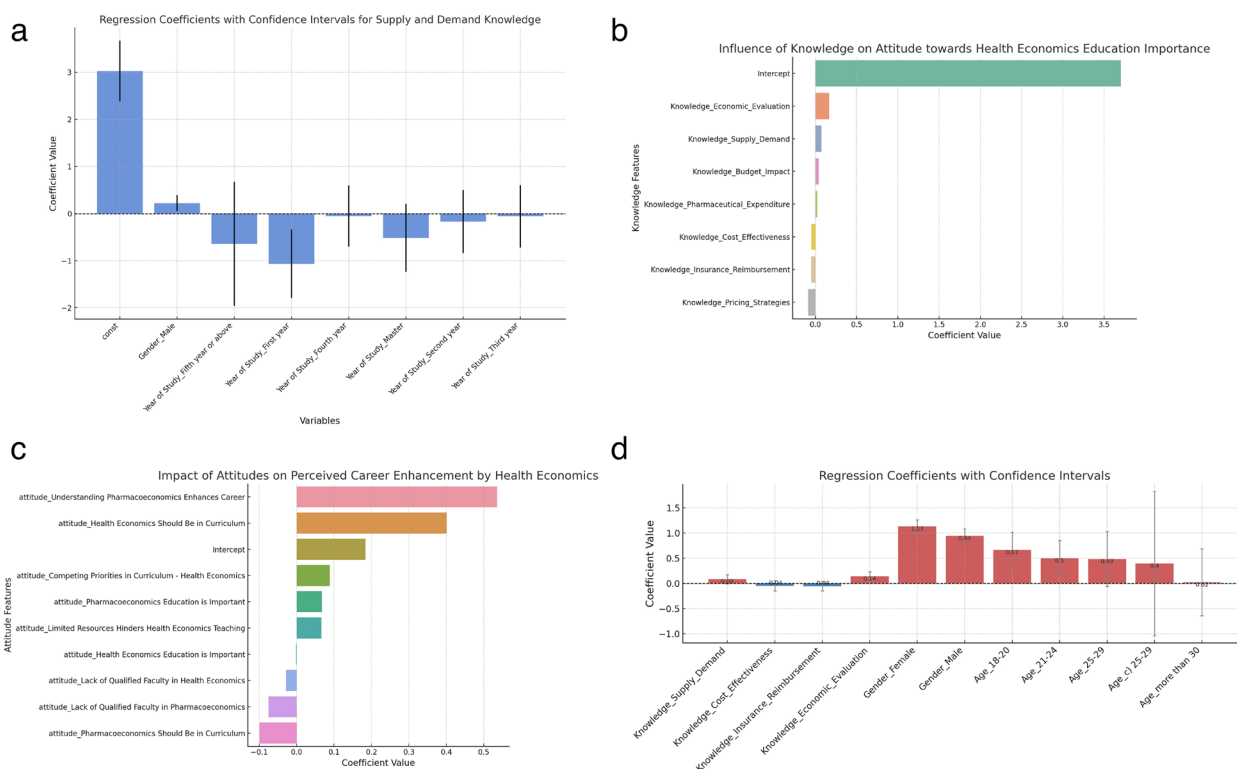 a
Regression Coefficients with Confidence Intervals for Supply and Demand Knowledge
Coefficient Value
3
2
1
0
−1
−2
const
Gender_Male
Year of Study_Fifth year or above
Year of Study_First year
Year of Study_Fourth year
Year of Study_Master
Year of Study_Second year
Year of Study_Third year
Variables
b
Influence of Knowledge on Attitude towards Health Economics Education Importance
Knowledge Features
Intercept
Knowledge_Economic_Evaluation
Knowledge_Supply_Demand
Knowledge_Budget_Impact
Knowledge_Pharmaceutical_Expenditure
Knowledge_Cost_Effectiveness
Knowledge_Insurance_Reimbursement
Knowledge_Pricing_Strategies
0.0 0.5 1.0 1.5 2.0 2.5 3.0 3.5
Coefficient Value
c
Impact of Attitudes on Perceived Career Enhancement by Health Economics
Attitude Features
attitude_Understanding Pharmacoeconomics Enhances Career
attitude_Health Economics Should Be in Curriculum
Intercept
attitude_Competing Priorities in Curriculum - Health Economics
attitude_Pharmacoeconomics Education is Important
attitude_Limited Resources Hinders Health Economics Teaching
attitude_Health Economics Education is Important
attitude_Lack of Qualified Faculty in Health Economics
attitude_Lack of Qualified Faculty in Pharmacoeconomics
attitude_Pharmacoeconomics Should Be in Curriculum
−0.1 0.0 0.1 0.2 0.3 0.4 0.5
Coefficient Value
d
Regression Coefficients with Confidence Intervals
Coefficient Value
1.5
1.0
0.5
0.0
−0.5
−1.0
0.14
1.13
0.94
0.67
0.5
0.49
0.4
0.02
Knowledge_Supply_Demand
Knowledge_Cost_Effectiveness
Knowledge_Insurance_Reimbursement
Knowledge_Economic_Evaluation
Gender_Female
Gender_Male
Age_18-20
Age_21-24
Age_25-29
Age_c) 25-29
Age_more than 30